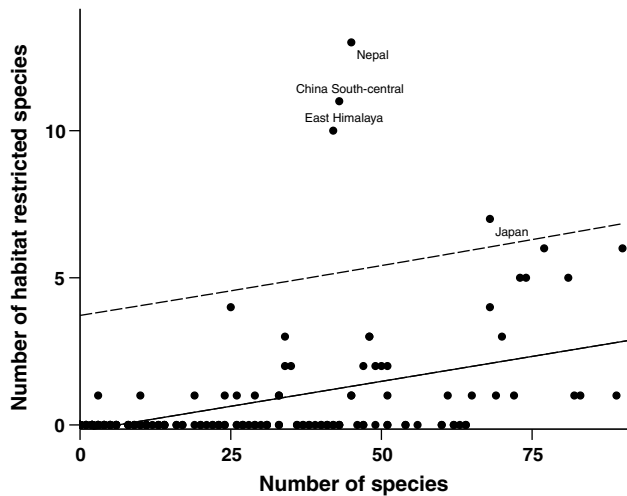 Nepal
China South-central
East Himalaya
10
Japan
5
0
0
25
50
75
Number of species
Number of habitat restricted species